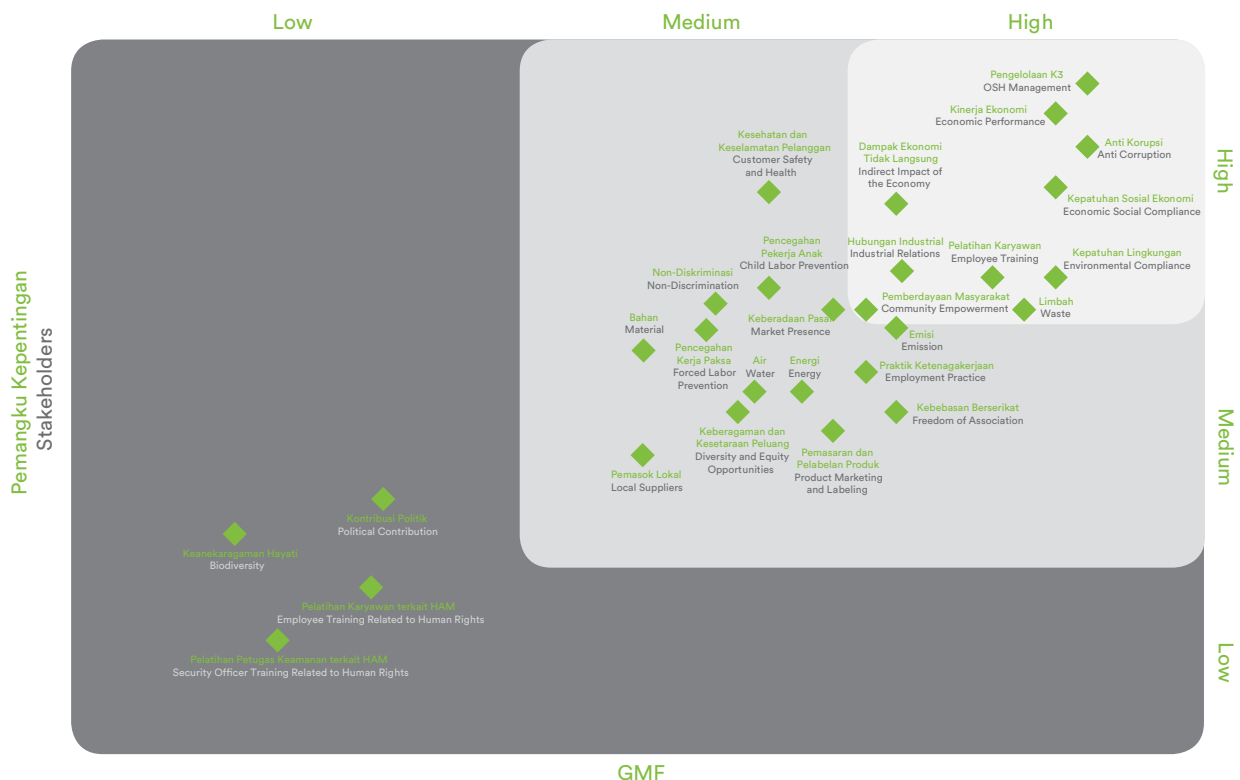 Low
Medium
High
Pengelolaan K3
OSH Management
Kinerja Ekonomi
Economic Performance
Anti Korupsi
Anti Corruption
Kesehatan dan
Keselamatan Pelanggan
Customer Safety
and Health
Dampak Ekonomi
Tidak Langsung
Indirect Impact of
the Economy
Kepatuhan Sosial Ekonomi
Economic Social Compliance
High
Pencegahan
Pekerja Anak
Child Labor Prevention
Hubungan Industrial
Industrial Relations
Pelatihan Karyawan
Employee Training
Kepatuhan Lingkungan
Environmental Compliance
Non-Diskriminasi
Non-Discrimination
Bahan
Material
Keberadaan Pasar
Market Presence
Pemberdayaan Masyarakat
Community Empowerment
Limbah
Waste
Emisi
Emission
Pencegahan
Kerja Paksa
Forced Labor
Prevention
Air
Water
Energi
Energy
Praktik Ketenagakerjaan
Employment Practice
Kebebasan Berserikat
Freedom of Association
Keberagaman dan
Kesetaraan Peluang
Diversity and Equity
Opportunities
Pemasaran dan
Pelabelan Produk
Product Marketing
and Labeling
Pemasok Lokal
Local Suppliers
Medium
Pemangku Kepentingan
Stakeholders
Kontribusi Politik
Political Contribution
Keanekaragaman Hayati
Biodiversity
Pelatihan Karyawan terkait HAM
Employee Training Related to Human Rights
Pelatihan Petugas Keamanan terkait HAM
Security Officer Training Related to Human Rights
Low
GMF